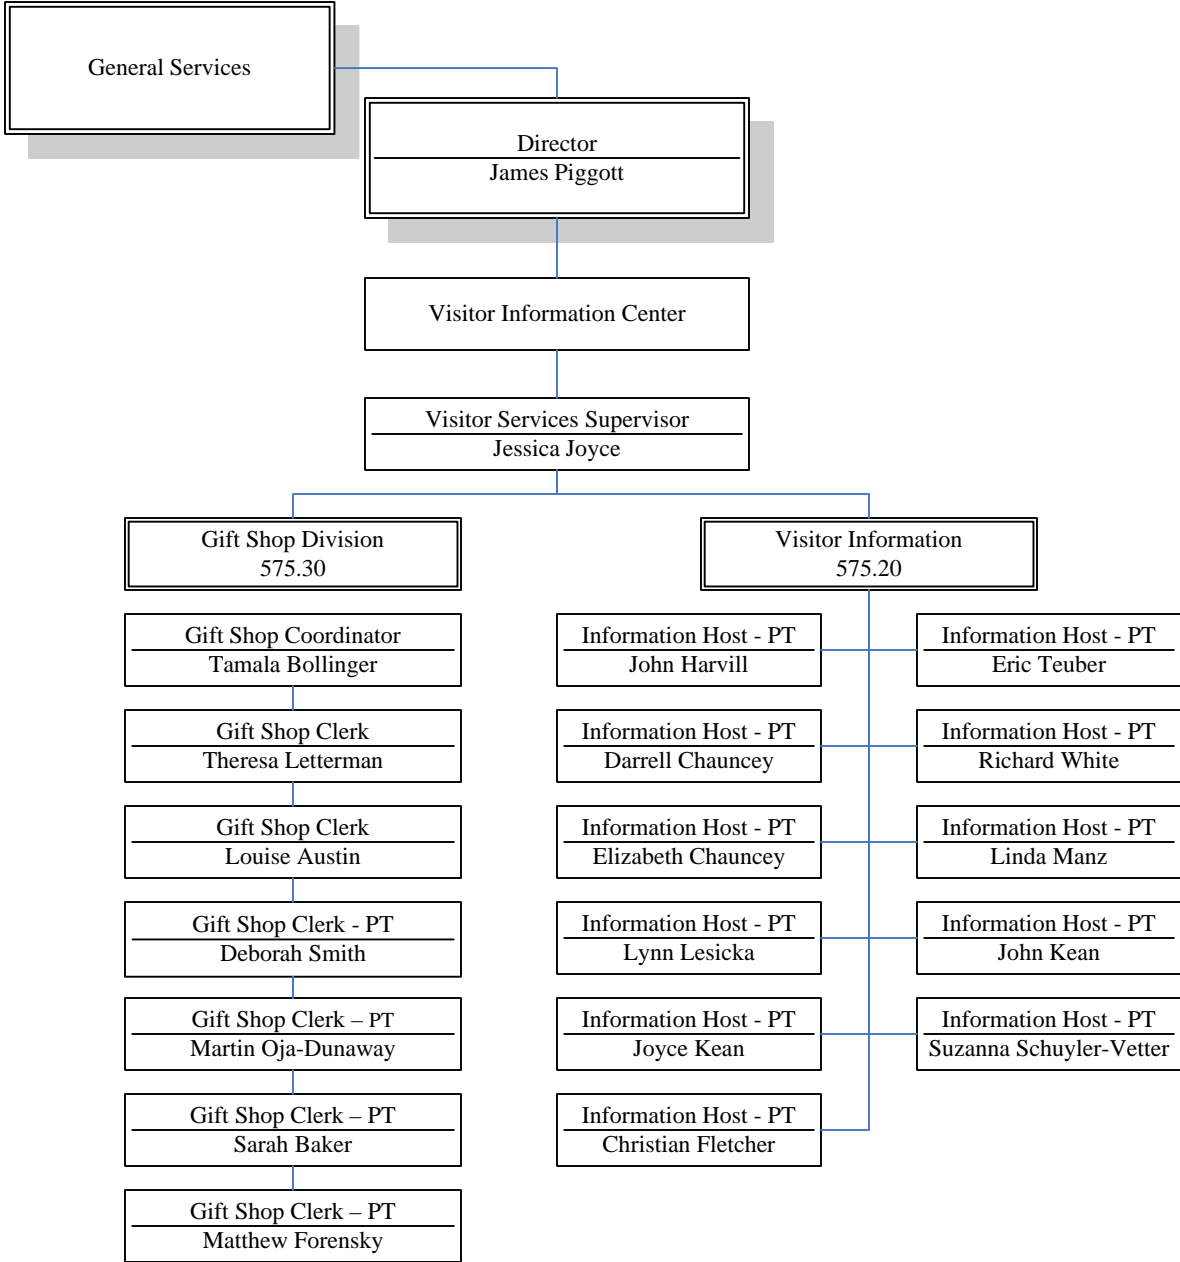 General Services
Director
James Piggott
Visitor Information Center
Visitor Services Supervisor
Jessica Joyce
Gift Shop Division
575.30
Visitor Information
575.20
Gift Shop Coordinator
Tamala Bollinger
Gift Shop Clerk
Theresa Letterman
Gift Shop Clerk
Louise Austin
Gift Shop Clerk - PT
Deborah Smith
Gift Shop Clerk – PT
Martin Oja-Dunaway
Gift Shop Clerk – PT
Sarah Baker
Gift Shop Clerk – PT
Matthew Forensky
Information Host - PT
John Harvill
Information Host - PT
Darrell Chauncey
Information Host - PT
Elizabeth Chauncey
Information Host - PT
Lynn Lesicka
Information Host - PT
Joyce Kean
Information Host - PT
Christian Fletcher
Information Host - PT
Eric Teuber
Information Host - PT
Richard White
Information Host - PT
Linda Manz
Information Host - PT
John Kean
Information Host - PT
Suzanna Schuyler-Vetter